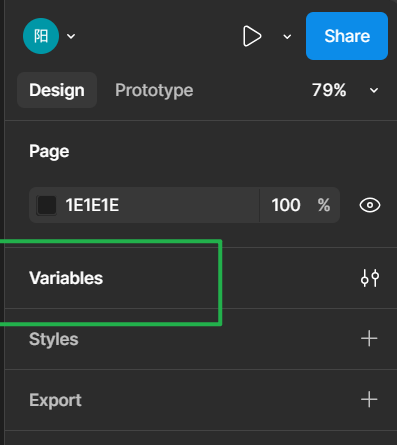 阳
Share
Design Prototype 79%
Page
1E1E1E 100 %
Variables
Styles
Export